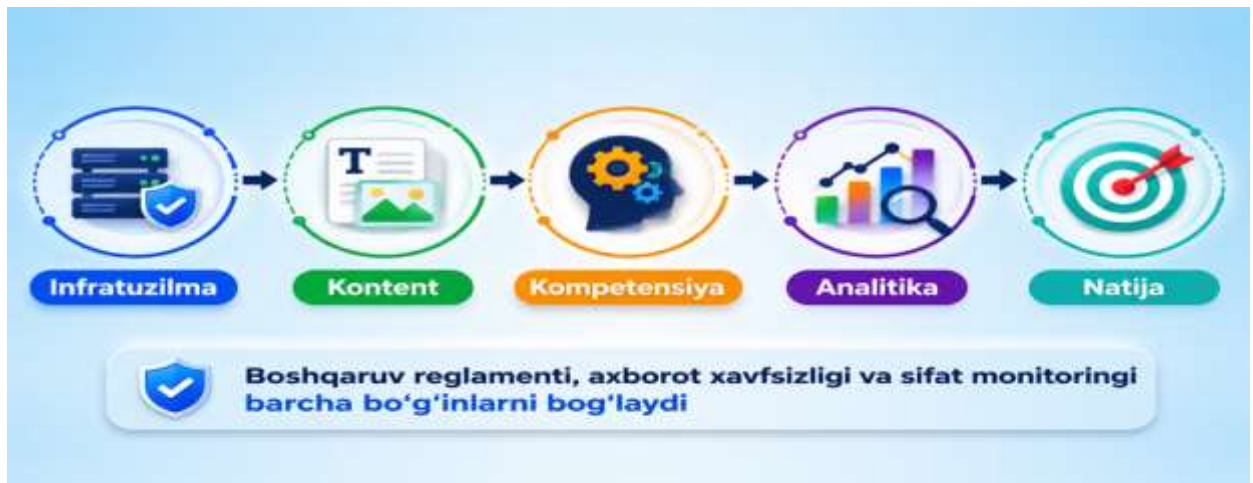 T
Infratuzilma
Kontent
Kompetensiya
Analitika
Natija
Boshqaruv reglamenti, axborot xavfsizligi va sifat monitoringi
barcha bo‘g‘inlarni bog‘laydi